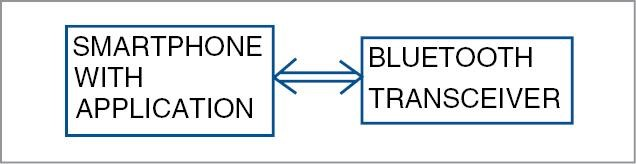 SMARTPHONE
WITH
APPLICATION
BLUETOOTH
TRANSCEIVER